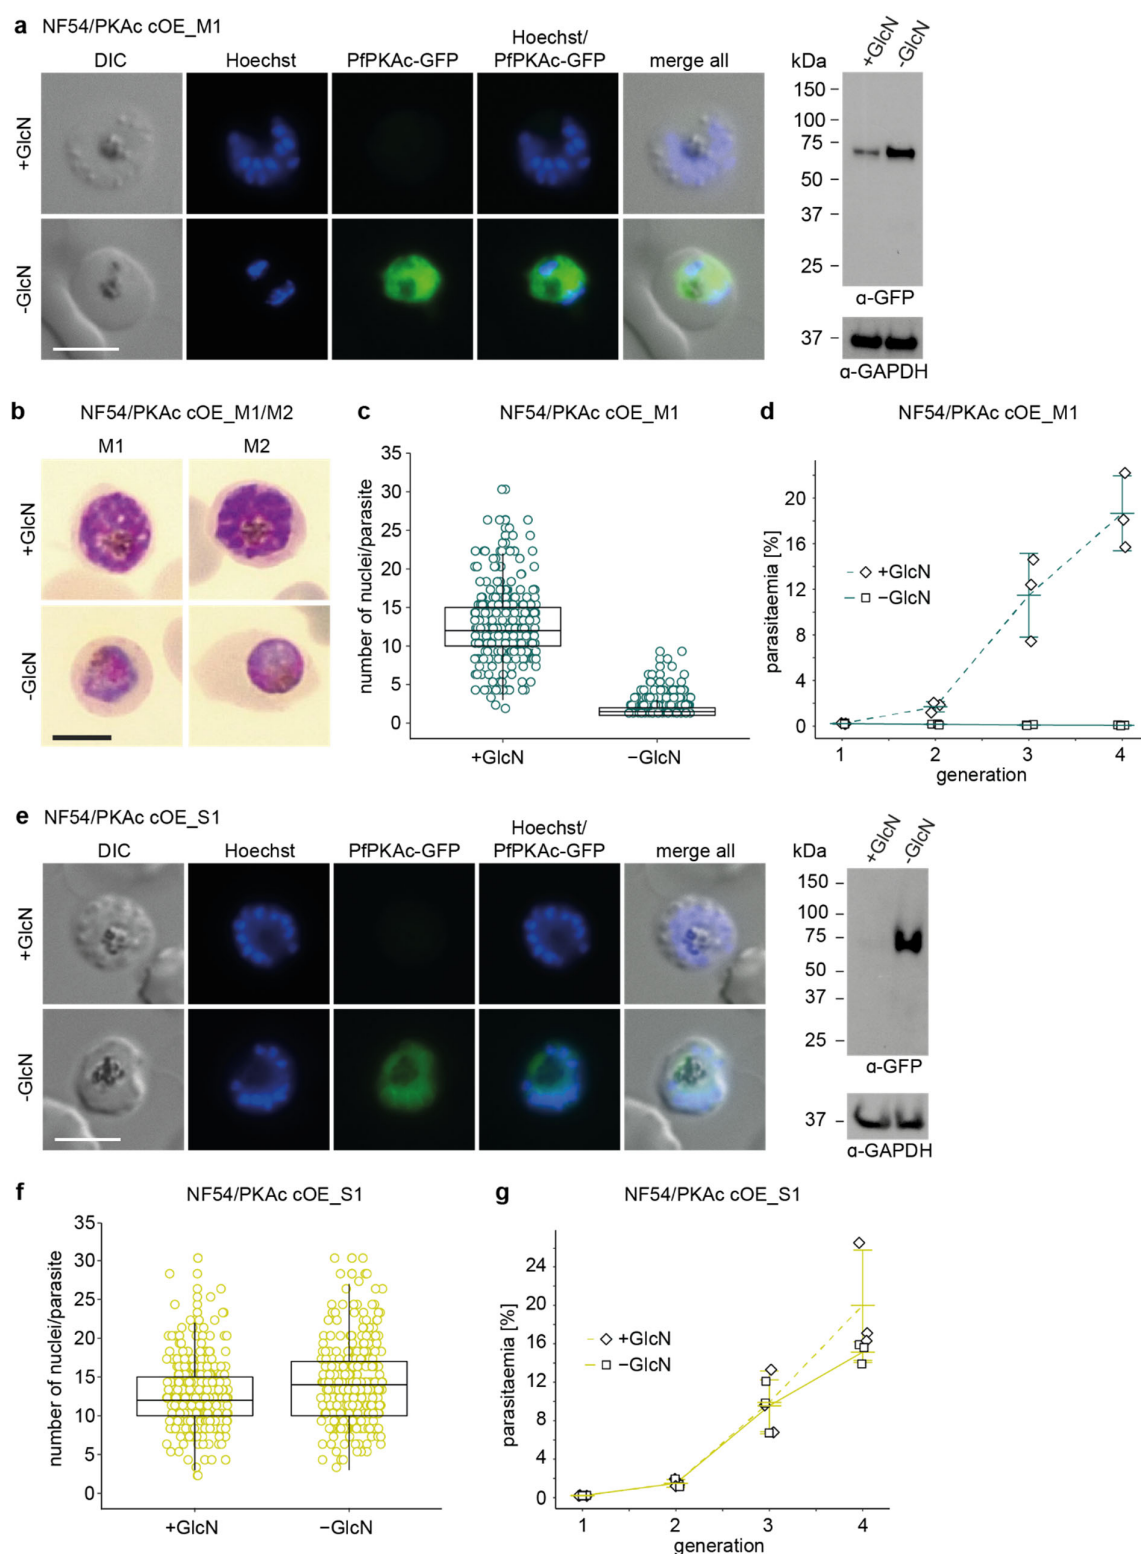 a NF54/PKAc cOE_M1
DIC Hoechst PfPKAc-GFP Hoechst/ PfPKAc-GFP merge all
+GlcN
-GlcN
kDa +GlcN -GlcN
150
100
75
50
37
25
α-GFP
37
α-GAPDH
b NF54/PKAc cOE_M1/M2
M1 M2
+GlcN
-GlcN
c NF54/PKAc cOE_M1
number of nuclei/parasite
35
30
25
20
15
10
5
0
+GlcN −GlcN
d NF54/PKAc cOE_M1
parasitaemia [%]
20
16
12
8
4
0
+GlcN
−GlcN
1 2 3 4
generation
e NF54/PKAc cOE_S1
DIC Hoechst PfPKAc-GFP Hoechst/ PfPKAc-GFP merge all
+GlcN
-GlcN
kDa +GlcN -GlcN
150
100
75
50
37
25
α-GFP
37
α-GAPDH
f NF54/PKAc cOE_S1
number of nuclei/parasite
35
30
25
20
15
10
5
0
+GlcN −GlcN
g NF54/PKAc cOE_S1
parasitaemia [%]
24
20
16
12
8
4
0
+GlcN
−GlcN
1 2 3 4
generation